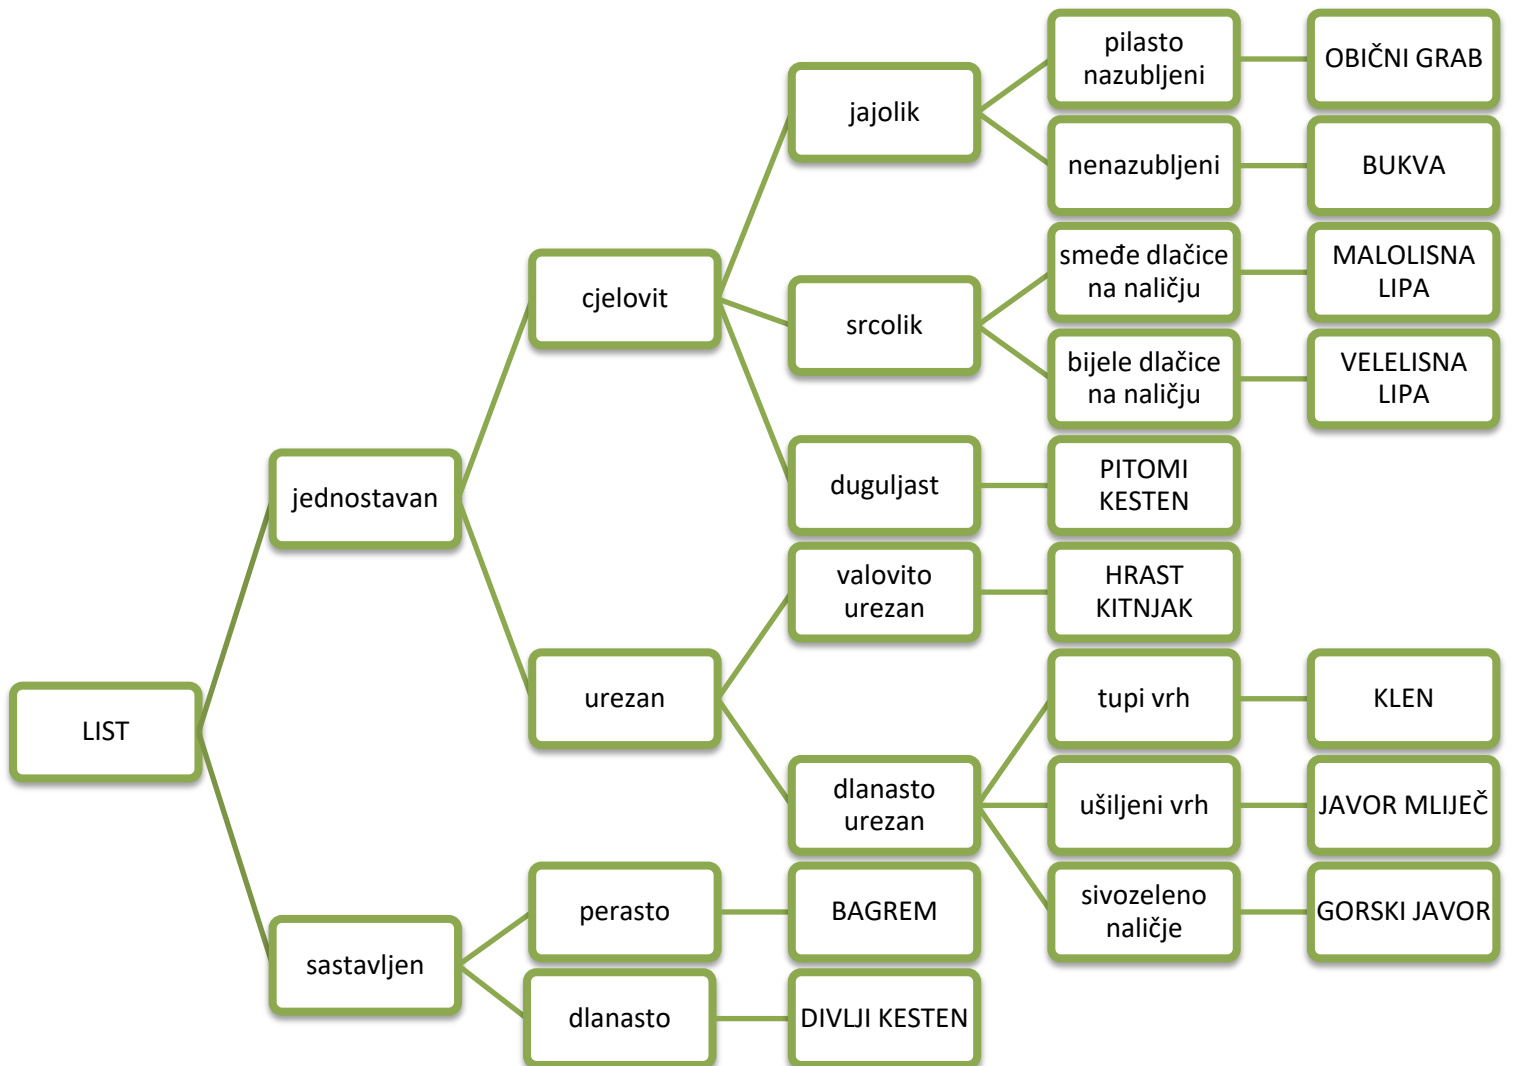 pilasto
nazubljeni
OBIČNI GRAB
jajolik
nenazubljeni
BUKVA
smeđe dlačice
na naličju
MALOLISNA
LIPA
cjelovit
srcolik
bijele dlačice
na naličju
VELELISNA
LIPA
jednostavan
duguljast
PITOMI
KESTEN
valovito
urezan
HRAST
KITNJAK
LIST
urezan
tupi vrh
KLEN
dlanasto
urezan
ušiljeni vrh
JAVOR MLIJEČ
sivozeleno
naličje
GORSKI JAVOR
sastavljen
perasto
BAGREM
dlanasto
DIVLJI KESTEN